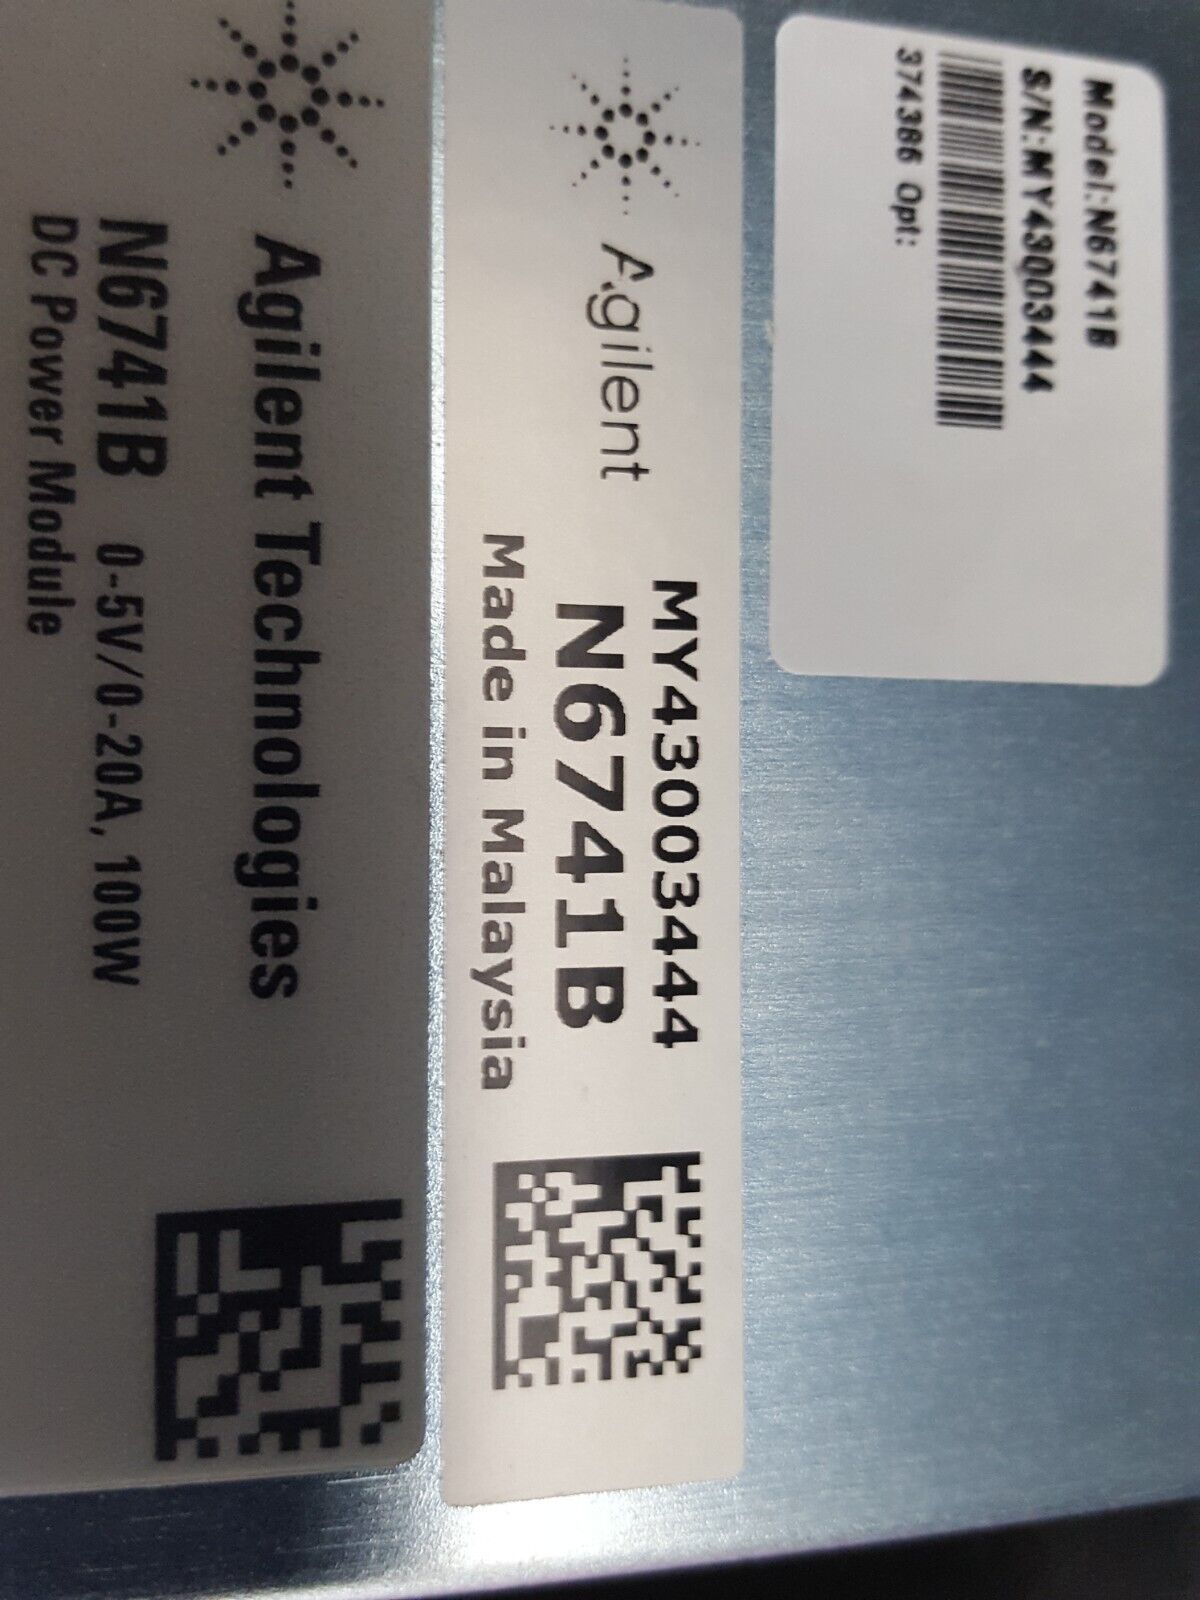 Model:N6741B
S/N:MY43003444
374386 Opt:
Agilent
MY43003444
N6741B
Made in Malaysia
Agilent Technologies
N6741B 0-5V/0-20A, 100W
DC Power Module